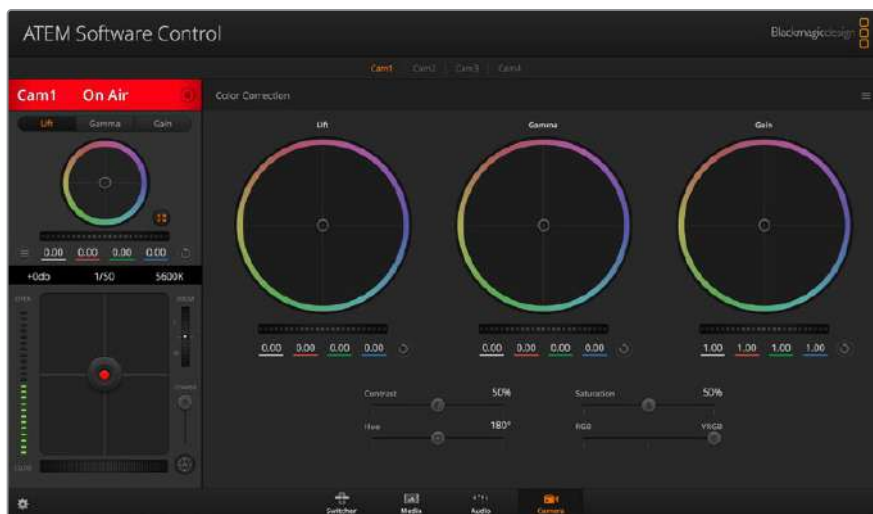 ATEM Software Control
Blackmagicdesign
Cam1 Cam2 Cam3 Cam4
Cam1 On Air
Color Correction
Lift Gamma Gain
Lift Gamma Gain
0.00 0.00 0.00 0.00
+0db 1/50 5600K
0.00 0.00 0.00 0.00
0.00 0.00 0.00 0.00
1.00 1.00 1.00 1.00
Contrast 50%
Saturation 50%
Hue 180°
RGB YRGB
Switcher Media Audio Camera